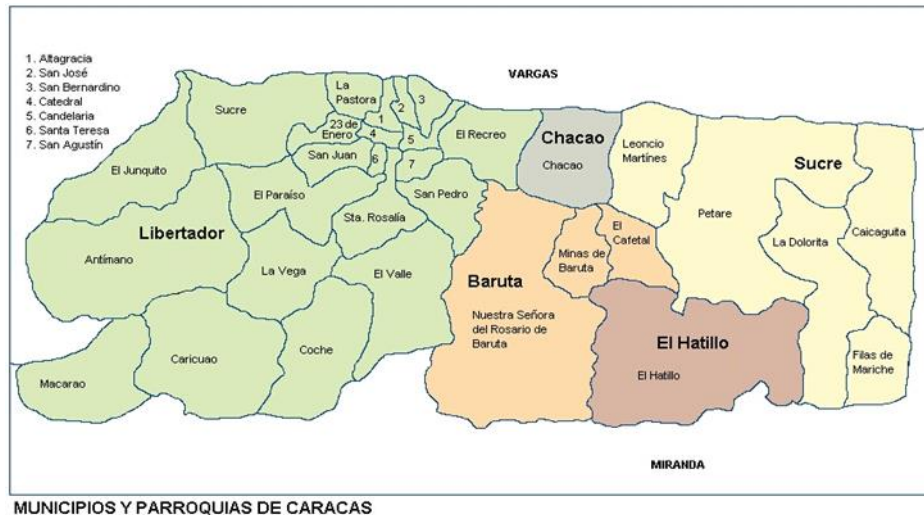 1. Altagracia
2. San José
3. San Bernardino
4. Catedral
5. Candelaria
6. Santa Teresa
7. San Agustín
VARGAS
La
Pastora
Sucre
2
3
1
23 de
Enero
4
5
El Recreo
Chacao
Chacao
Leoncio
Martínes
Sucre
San Juan
6
7
El Junquito
El Paraíso
San Pedro
Petare
Sta. Rosalía
Libertador
El
Cafetal
La Dolorita
Caicaguita
Antímano
La Vega
El Valle
Minas de
Baruta
Baruta
Nuestra Señora
del Rosario de
Baruta
El Hatillo
El Hatillo
Coche
Caricuao
Macarao
Filas de
Mariche
MIRANDA
MUNICIPIOS Y PARROQUIAS DE CARACAS